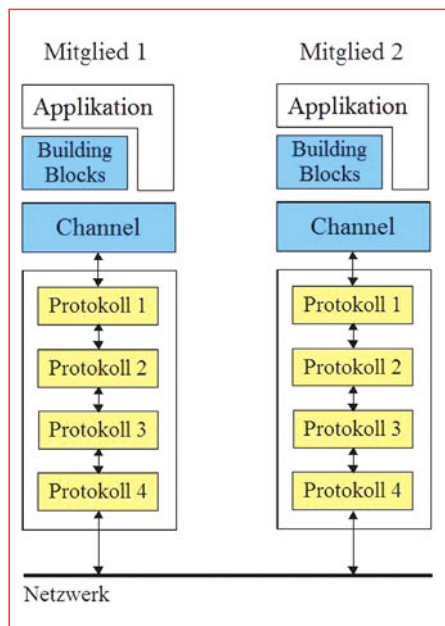 Mitglied 1
Applikation
Building
Blocks
Channel
Protokoll 1
Protokoll 2
Protokoll 3
Protokoll 4
Mitglied 2
Applikation
Building
Blocks
Channel
Protokoll 1
Protokoll 2
Protokoll 3
Protokoll 4
Netzwerk